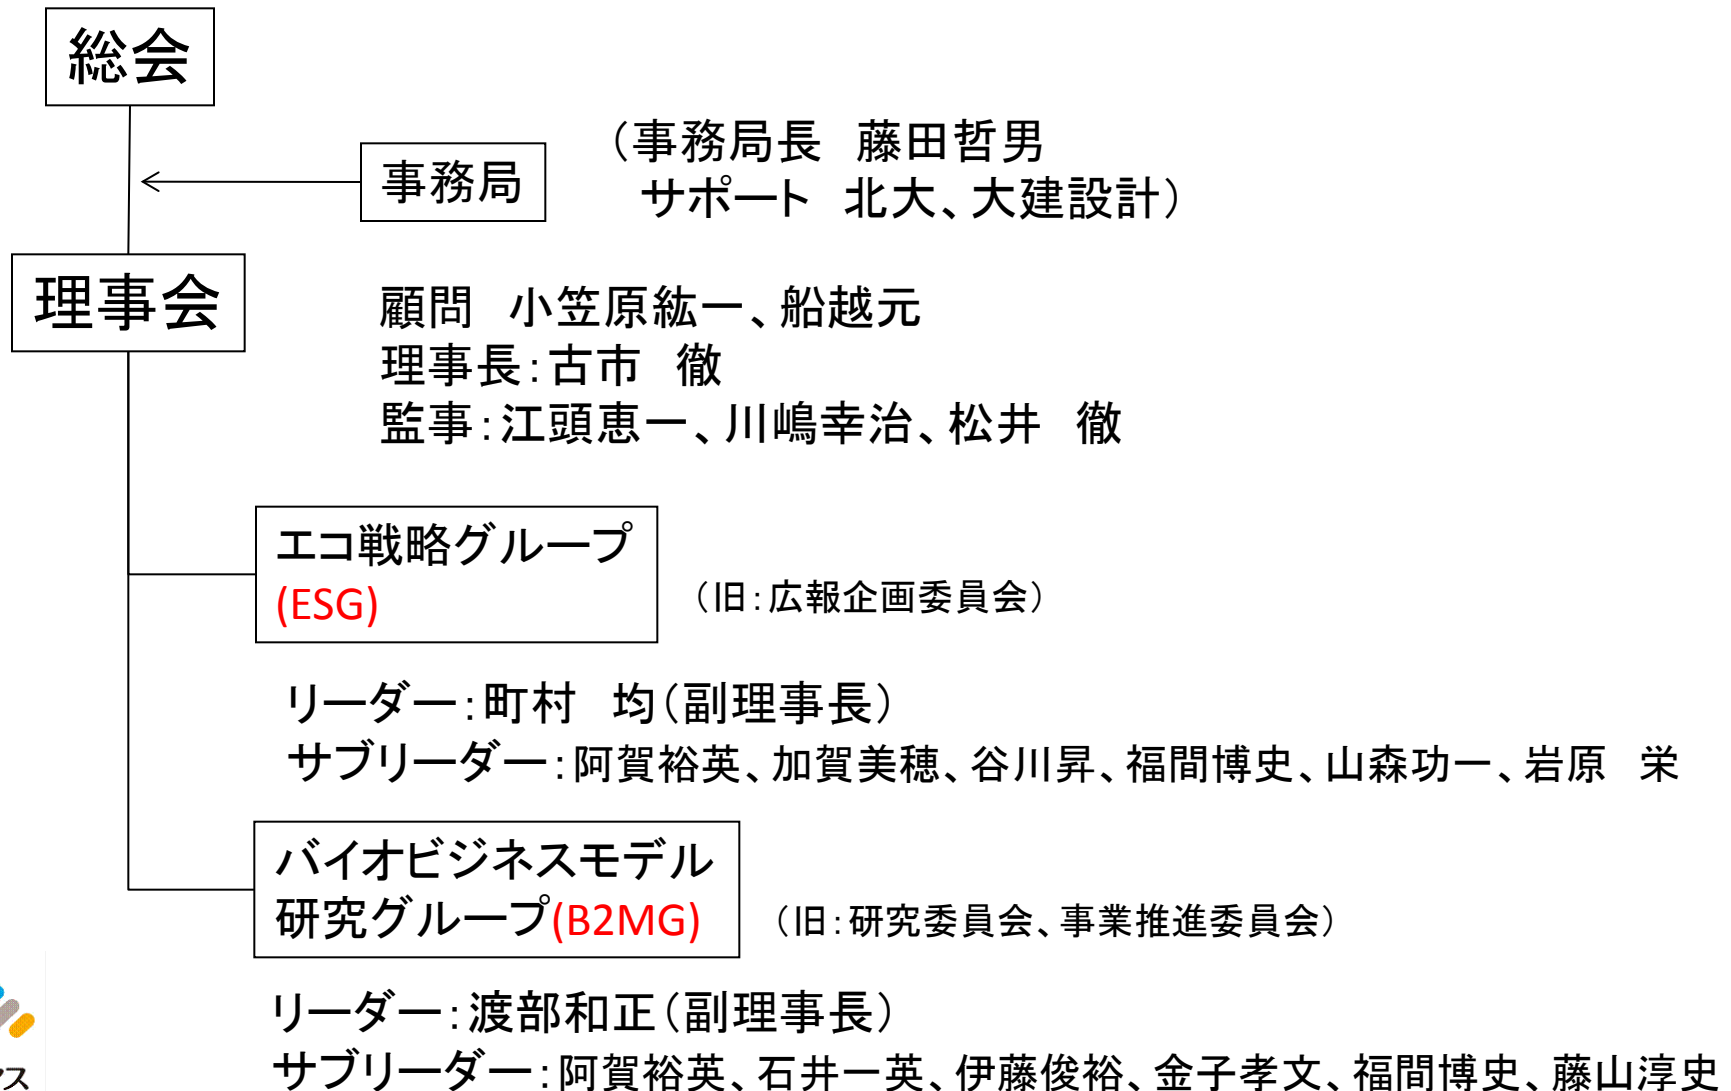 総会
（事務局長　藤田哲男
事務局
サポート　北大、大建設計）
理事会
顧問　小笠原紘一、船越元
理事長：古市　徹
監事：江頭恵一、川嶋幸治、松井　徹
エコ戦略グループ
(ESG)
（旧：広報企画委員会）
リーダー：町村　均（副理事長）
サブリーダー：阿賀裕英、加賀美穂、谷川昇、福間博史、山森功一、岩原　栄
バイオビジネスモデル
研究グループ(B2MG)
（旧：研究委員会、事業推進委員会）
リーダー：渡部和正（副理事長）
サブリーダー：阿賀裕英、石井一英、伊藤俊裕、金子孝文、福間博史、藤山淳史